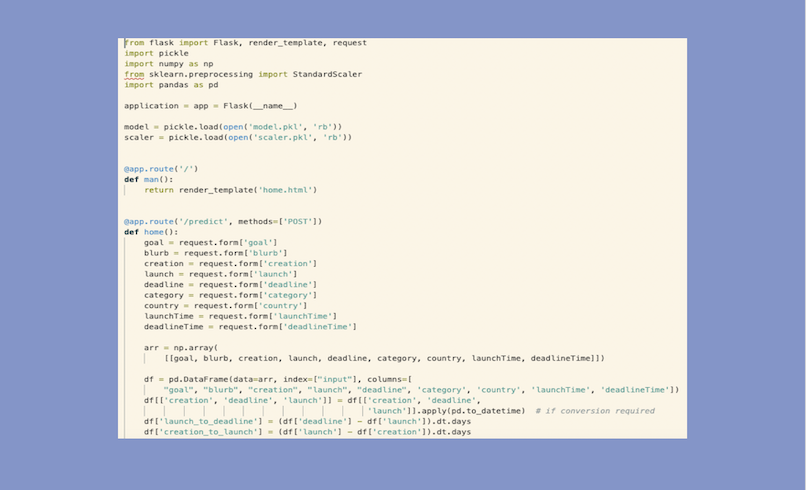 from flask import Flask, render_template, request
import pickle
import numpy as np
from sklearn.preprocessing import StandardScaler
import pandas as pd
application = app = Flask(__name__)
model = pickle.load(open('model.pkl', 'rb'))
scaler = pickle.load(open('scaler.pkl', 'rb'))
@app.route('/')
def man():
    return render_template('home.html')
@app.route('/predict', methods=['POST'])
def home():
    goal = request.form['goal']
    blurb = request.form['blurb']
    creation = request.form['creation']
    launch = request.form['launch']
    deadline = request.form['deadline']
    category = request.form['category']
    country = request.form['country']
    launchTime = request.form['launchTime']
    deadlineTime = request.form['deadlineTime']
    arr = np.array(
        [[goal, blurb, creation, launch, deadline, category, country, launchTime, deadlineTime]])
    df = pd.DataFrame(data=arr, index=["input"], columns=[
        "goal", "blurb", "creation", "launch", "deadline", 'category', 'country', 'launchTime', 'deadlineTime'])
    df[['creation', 'deadline', 'launch']] = df[['creation', 'deadline',
                                                 'launch']].apply(pd.to_datetime)  # if conversion required
    df['launch_to_deadline'] = (df['deadline'] - df['launch']).dt.days
    df['creation_to_launch'] = (df['launch'] - df['creation']).dt.days